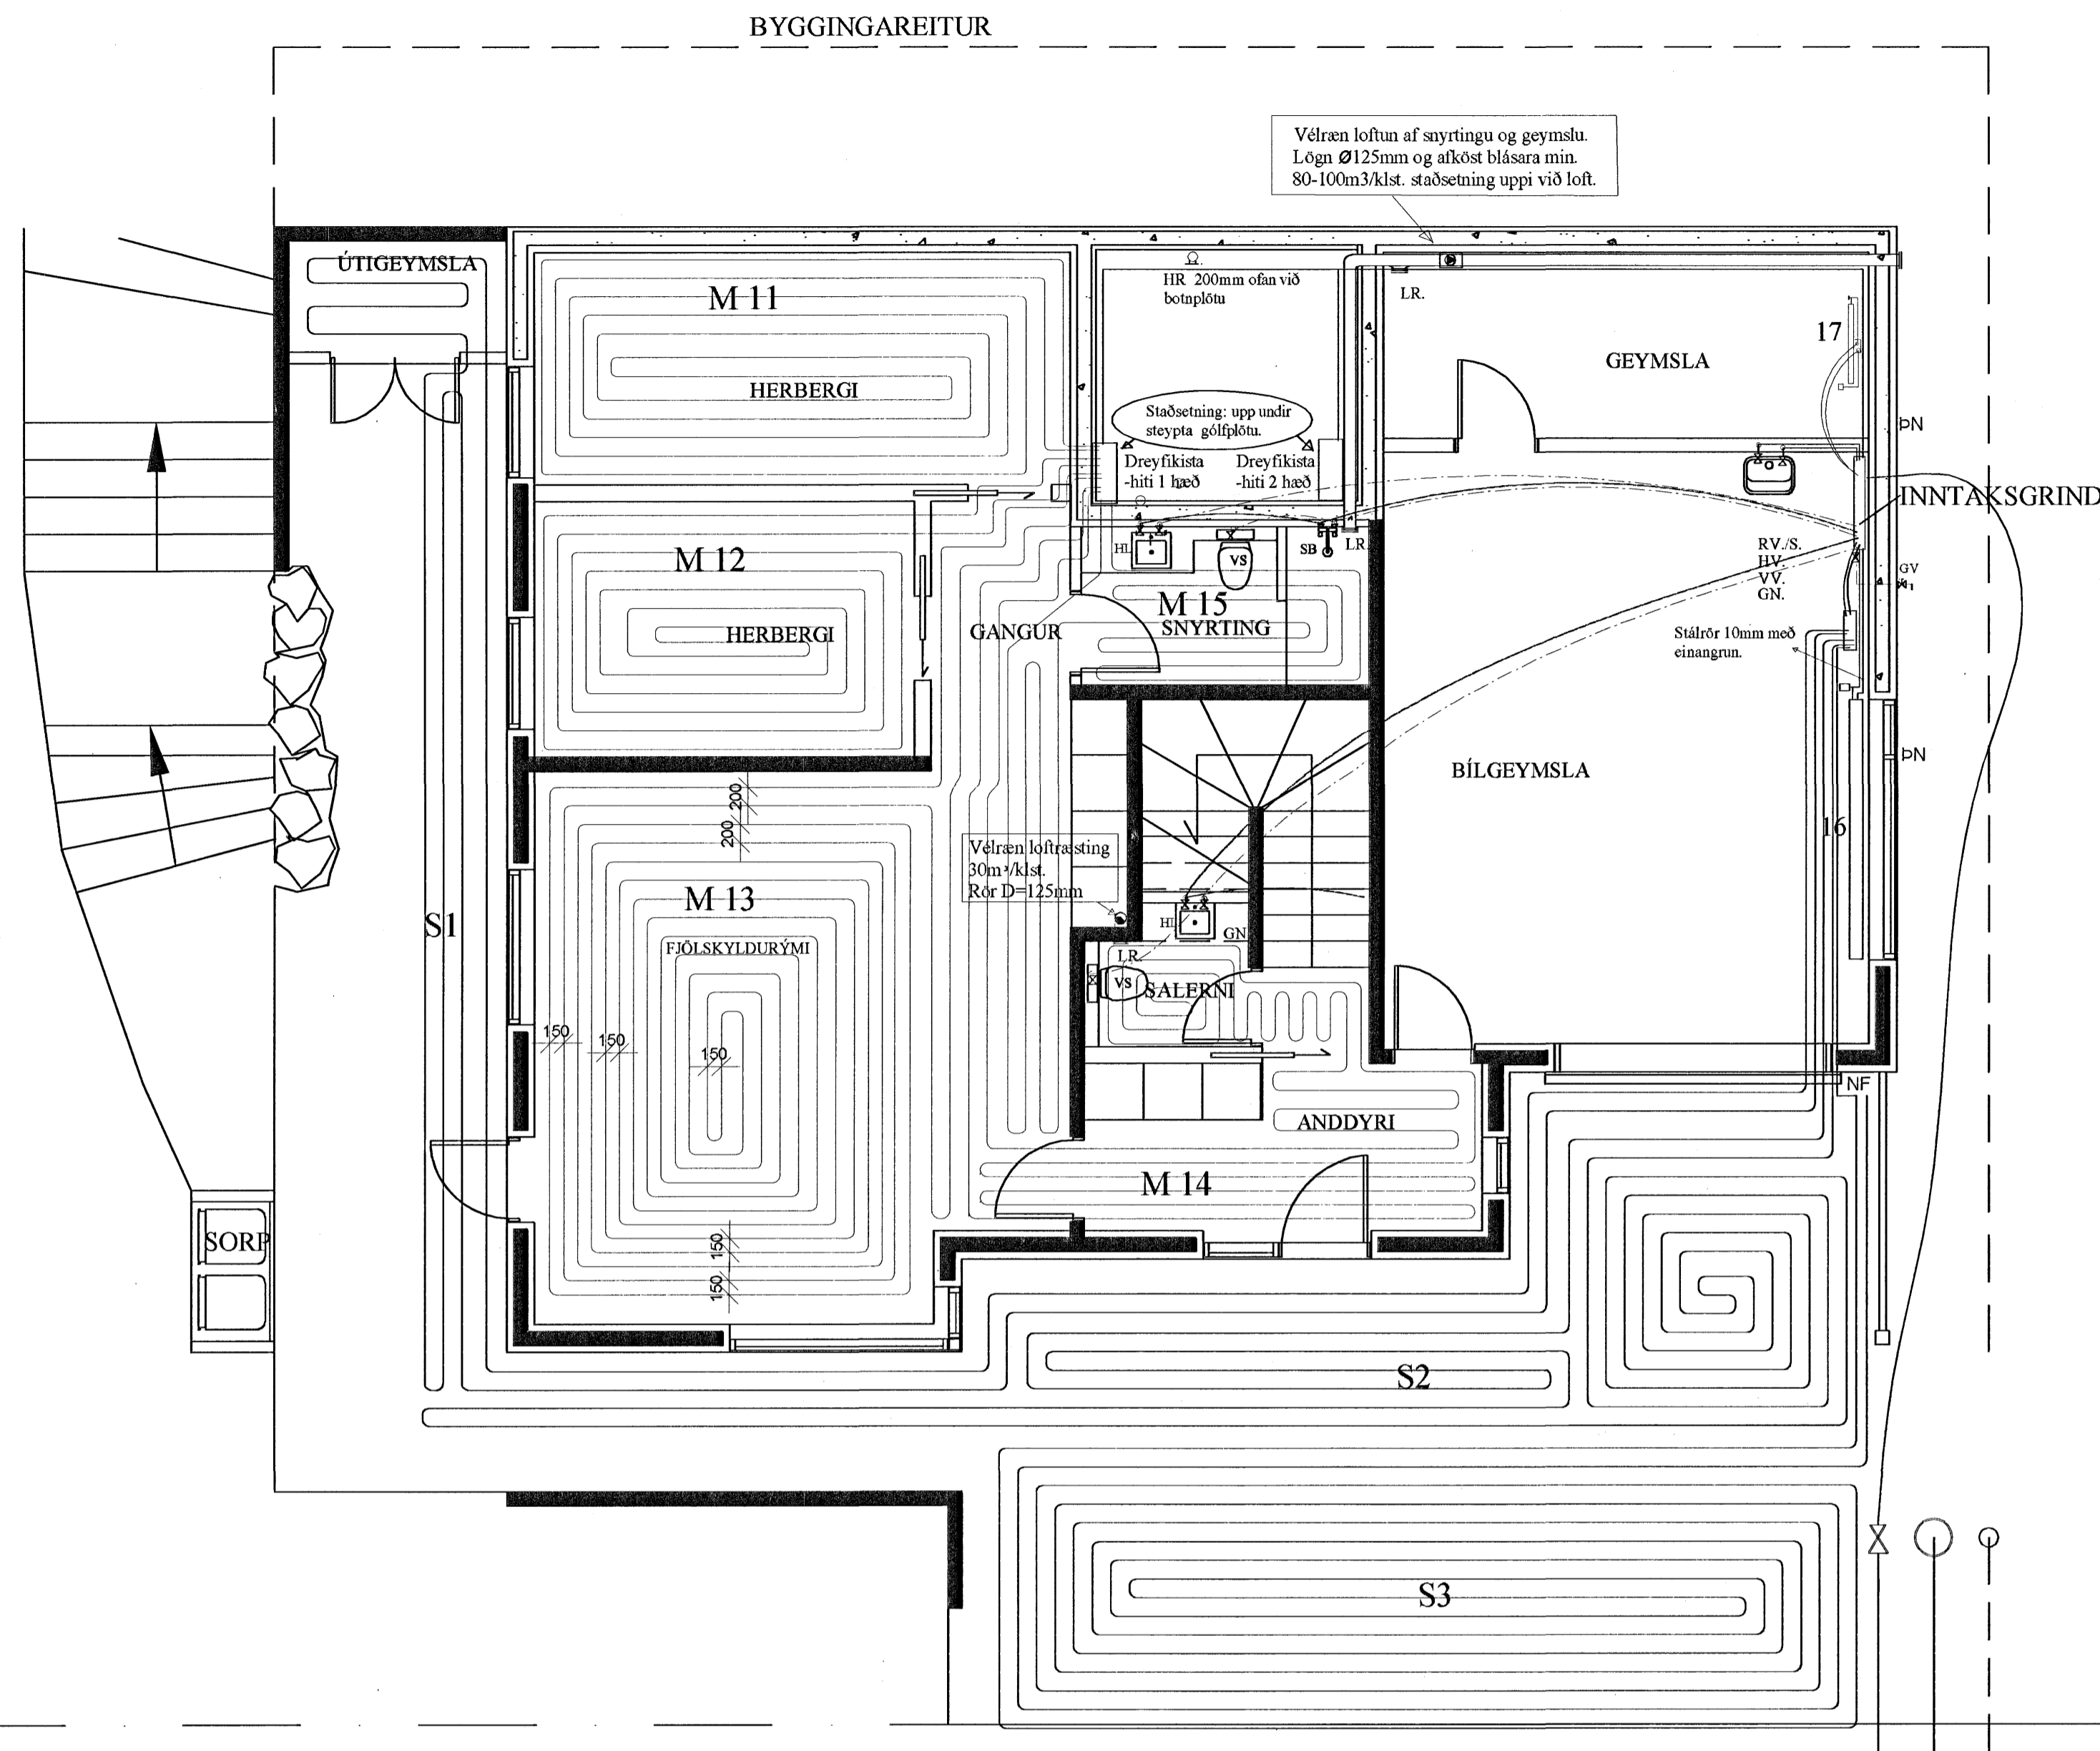 BYGGINGAREITUR
Vélræn loftun af snyrtingu og geymslu.
Lögn Ø125mm og afköst blásara min.
80-100m3/klst. staðsetning uppi við loft.
ÚTIGEYMSLA
M 11
HERBERGI
HR 200mm ofan við
botnplötu
LR.
17
GEYMSLA
Staðsetning: upp undir
steypta gólfplötu.
Dreyfikista
-hiti 1 hæð
Dreyfikista
-hiti 2 hæð
ÞN
INNTAKSGRIND
M 12
HERBERGI
GANGUR
HL
VS
SB
LR.
M 15
SNYRTING
RV./S.
HV.
VV.
GN.
GV
Stálrör 10mm með
einangrun.
ÞN
BÍLGEYMSLA
16
200
200
Vélræn loftræsting
30m³/klst.
Rör D=125mm
M 13
FJÖLSKYLDURÝMI
S1
HL
GN
LR.
VS
SALERNI
150
150
150
NF
ANDDYRI
M 14
SORP
150
150
S2
S3